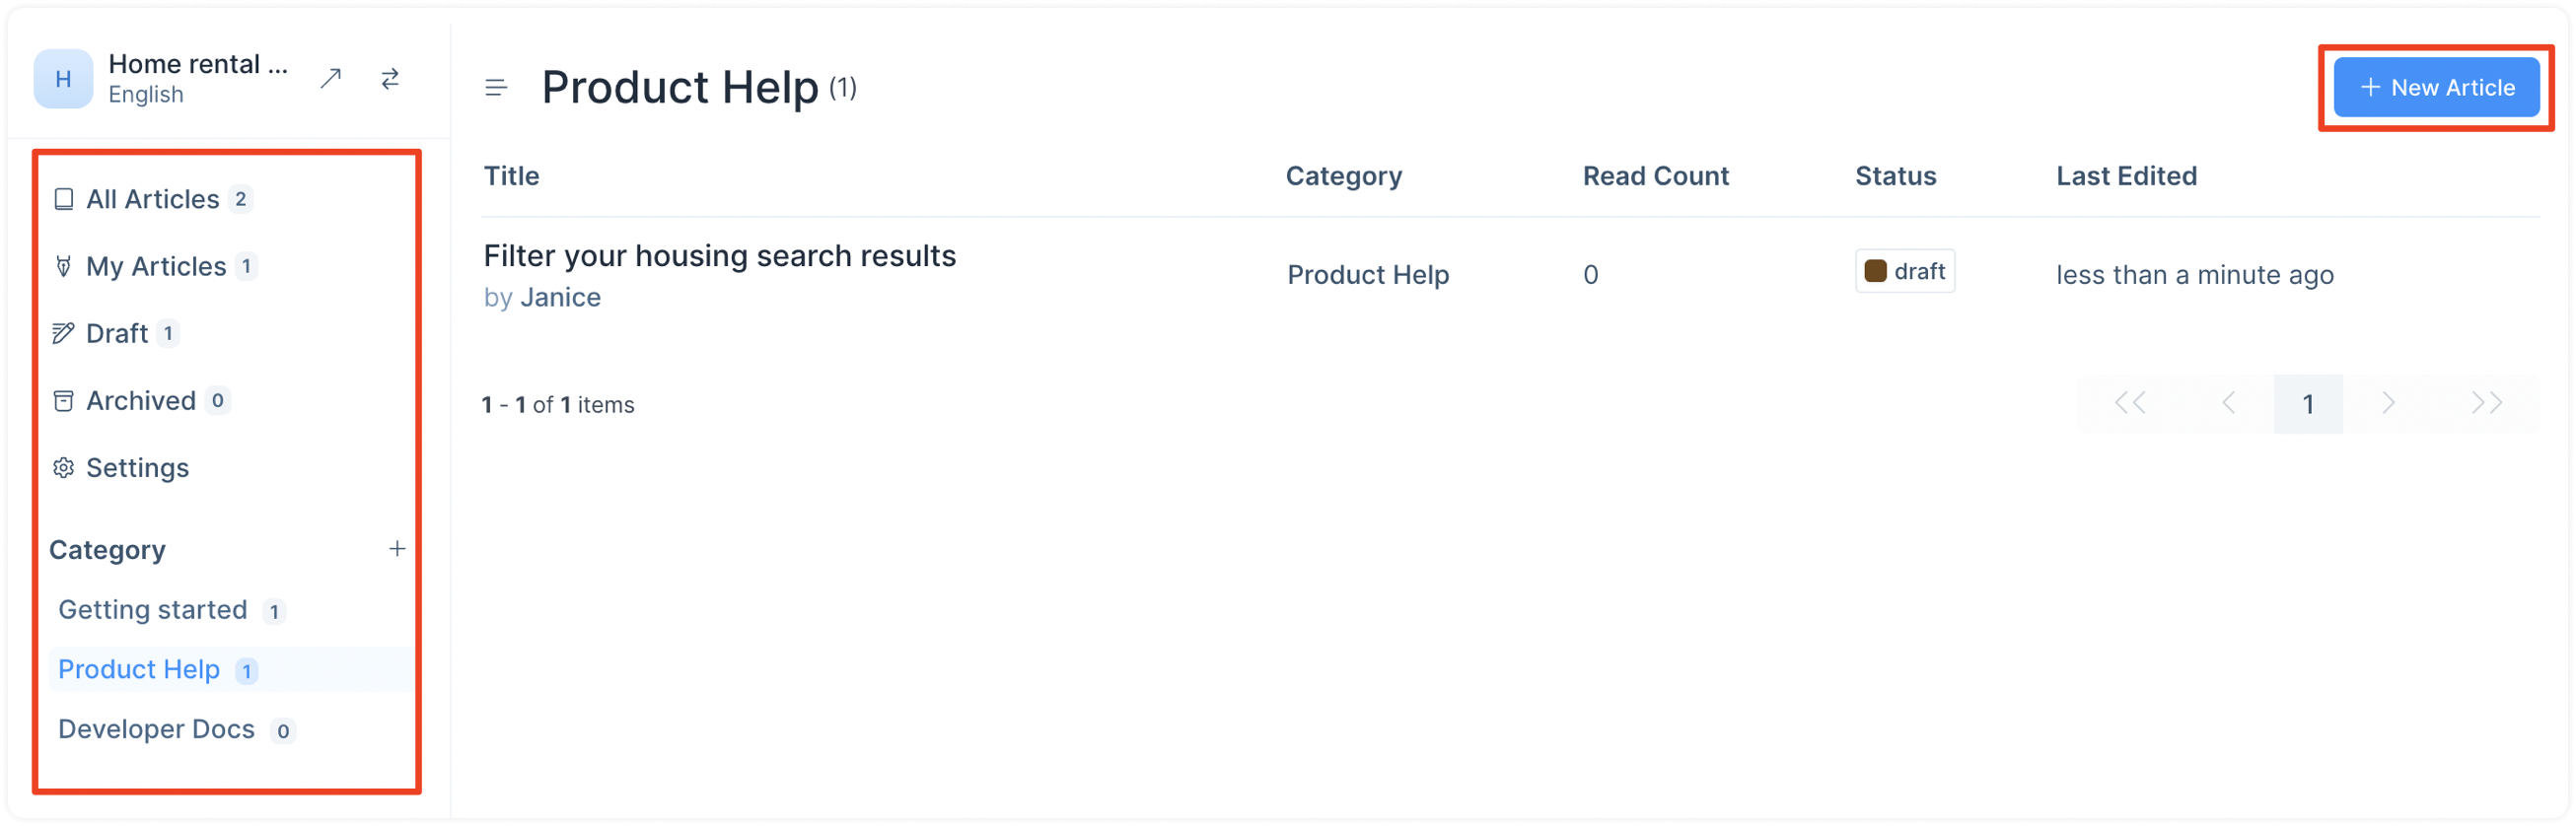 H
Home rental ...
English
All Articles 2
My Articles 1
Draft 1
Archived 0
Settings
Category +
Getting started 1
Product Help 1
Developer Docs 0
Product Help (1)
+ New Article
Title Category Read Count Status Last Edited
Filter your housing search results
by Janice
Product Help 0 draft less than a minute ago
1 - 1 of 1 items
<< < 1 > >>